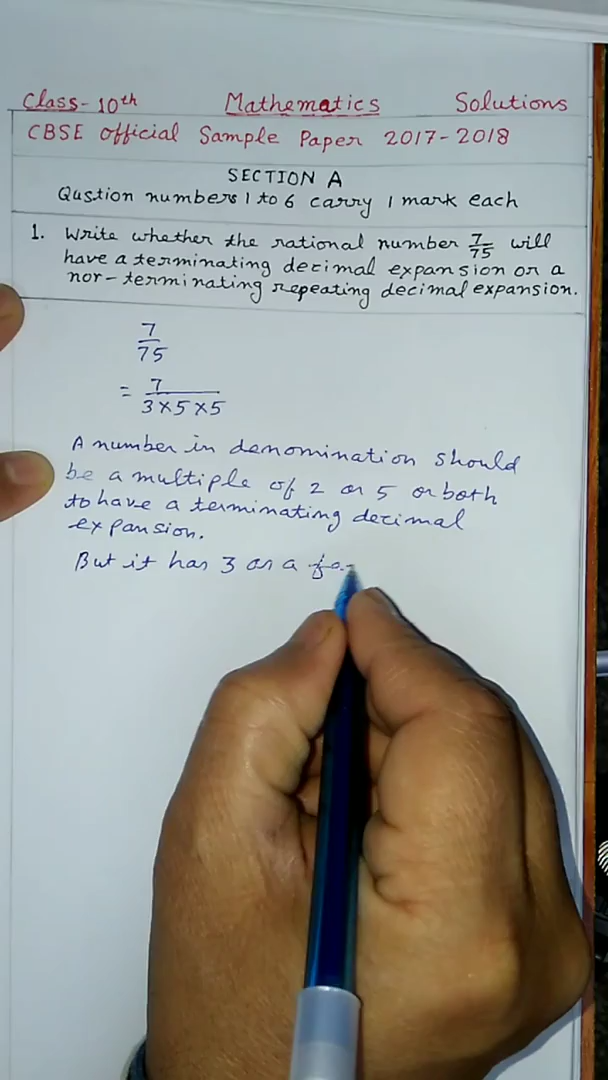 Class- 10th Mathematics Solutions
CBSE official Sample Paper 2017-2018
SECTION A
Qustion numbers 1 to 6 carry 1 mark each
1. Write whether the rational number 7/75 will
have a terminating decimal expansion or a
nor-terminating repeating decimal expansion.
7
75
= 7
3×5×5
A number in denomination should
be a multiple of 2 or 5 or both
to have a terminating decimal
expansion.
But it has 3 as a